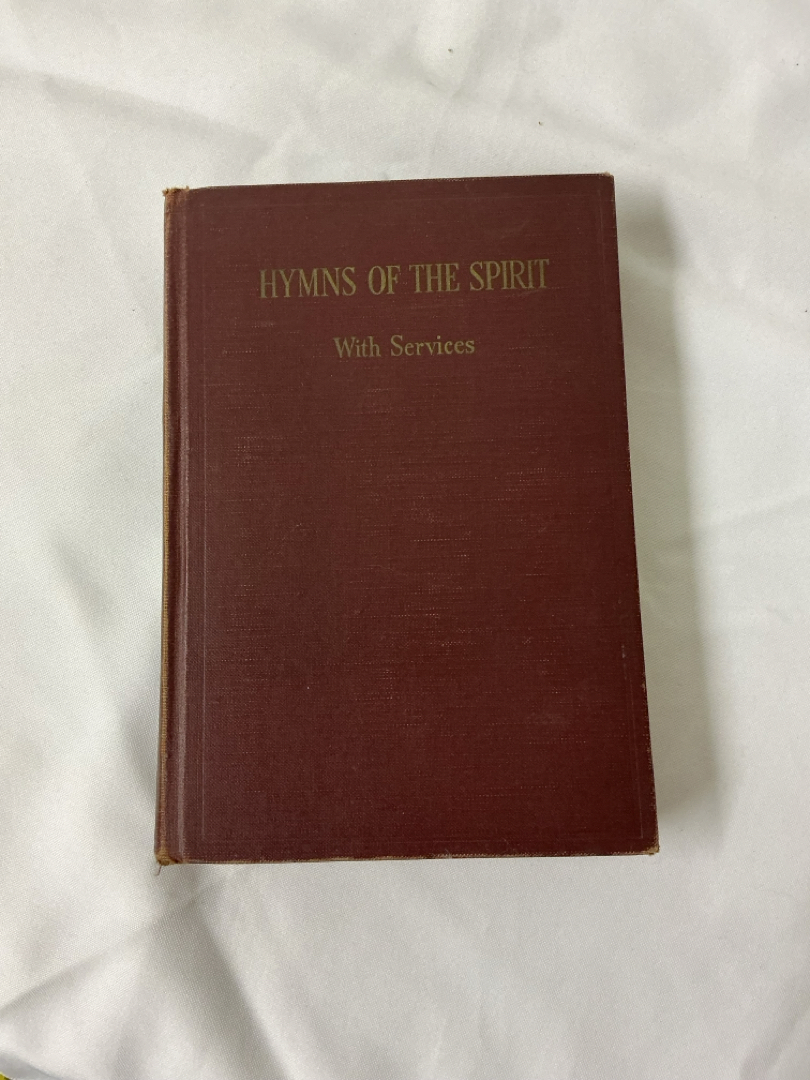 HYMNS OF THE SPIRIT
With Services